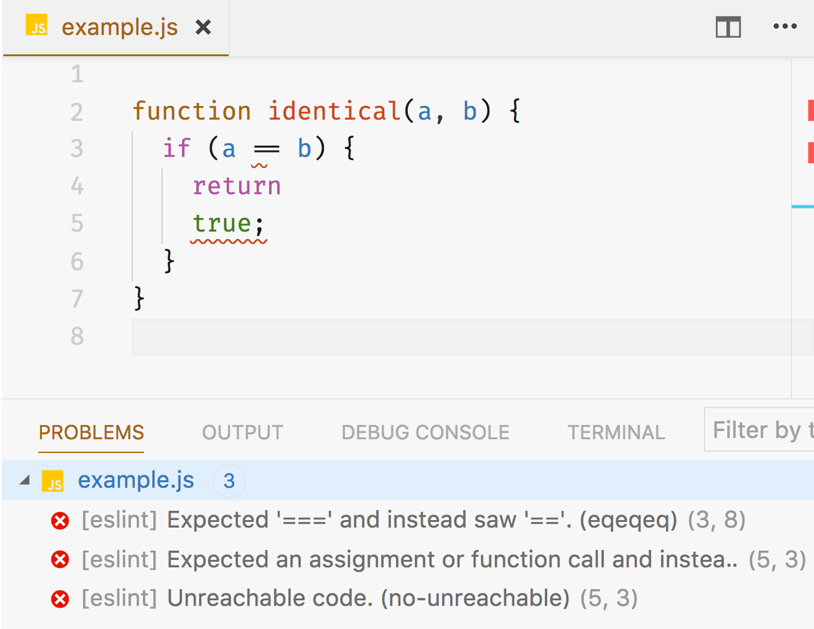 JS example.js ×
1
2 function identical(a, b) {
3 if (a == b) {
4 return
5 true;
6 }
7 }
8
PROBLEMS OUTPUT DEBUG CONSOLE TERMINAL Filter by t
JS example.js 3
[eslint] Expected '===' and instead saw '=='. (eqeqeq) (3, 8)
[eslint] Expected an assignment or function call and instea.. (5, 3)
[eslint] Unreachable code. (no-unreachable) (5, 3)